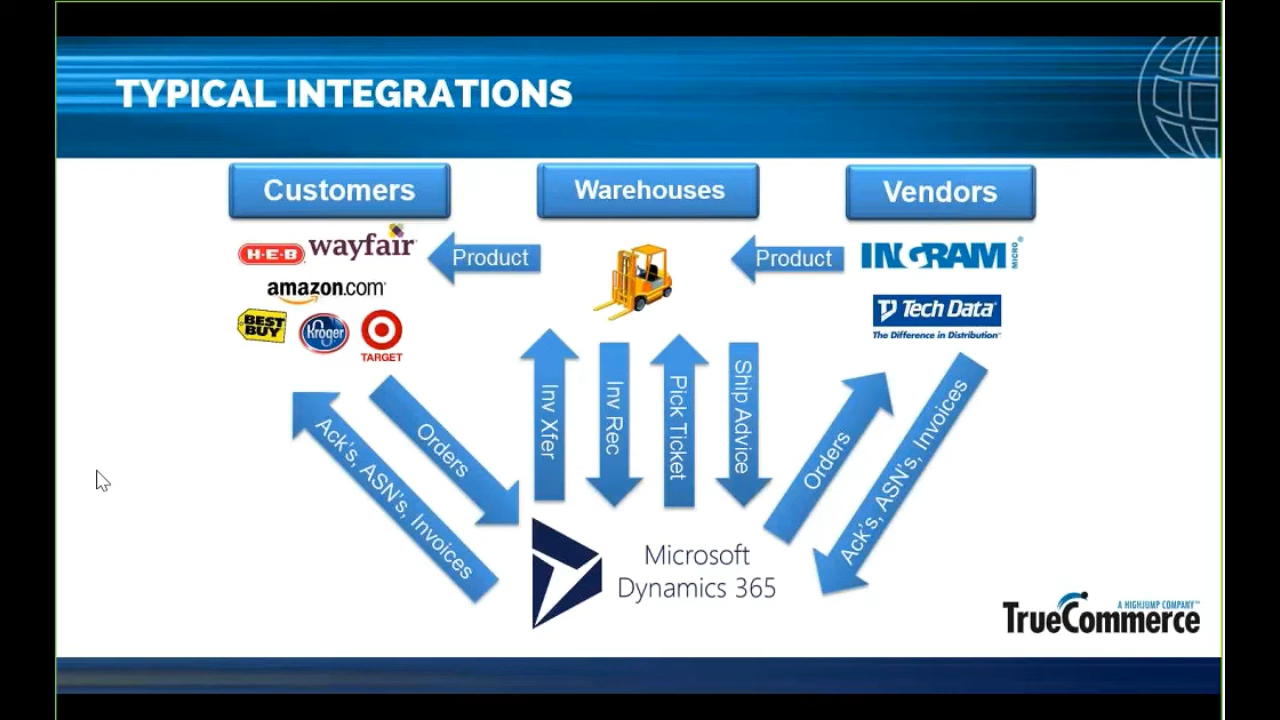 TYPICAL INTEGRATIONS
Customers
Warehouses
Vendors
H-E-B
wayfair
amazon.com
BEST
BUY
Kroger
TARGET
Product
Product
INGRAM
MICRO
Tech Data
The Difference in Distribution
Ack's, ASN's, Invoices
Orders
Inv Xfer
Inv Rec
Pick Ticket
Ship Advice
Orders
Ack's, ASN's, Invoices
Microsoft
Dynamics 365
A HIGHJUMP COMPANY™
TrueCommerce